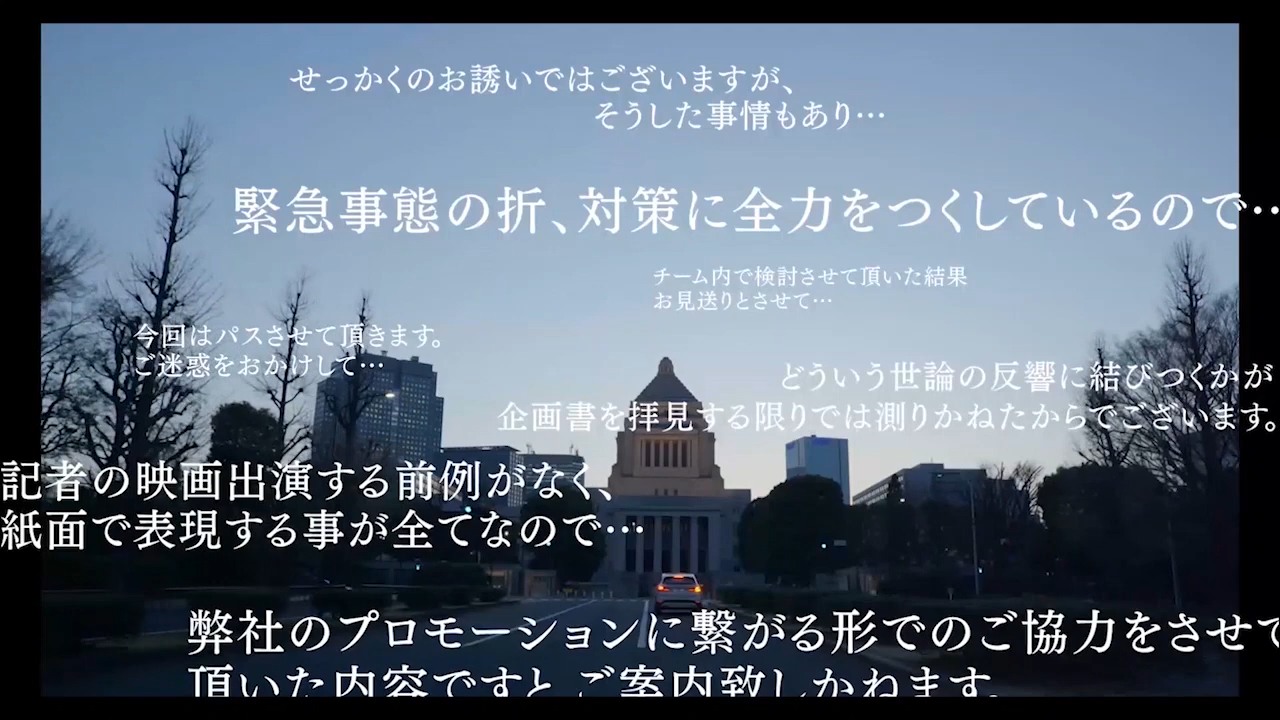 せっかくのお誘いではございますが、
そうした事情もあり…
緊急事態の折、対策に全力をつくしているので…
チーム内で検討させて頂いた結果
お見送りとさせて…
今回はパスさせて頂きます。
ご迷惑をおかけして…
どういう世論の反響に結びつくかが
企画書を拝見する限りでは測りかねたからでございます。
記者の映画出演する前例がなく、
紙面で表現する事が全てなので…
弊社のプロモーションに繋がる形でのご協力をさせて
頂いた内容ですと、ご案内致しかねます。